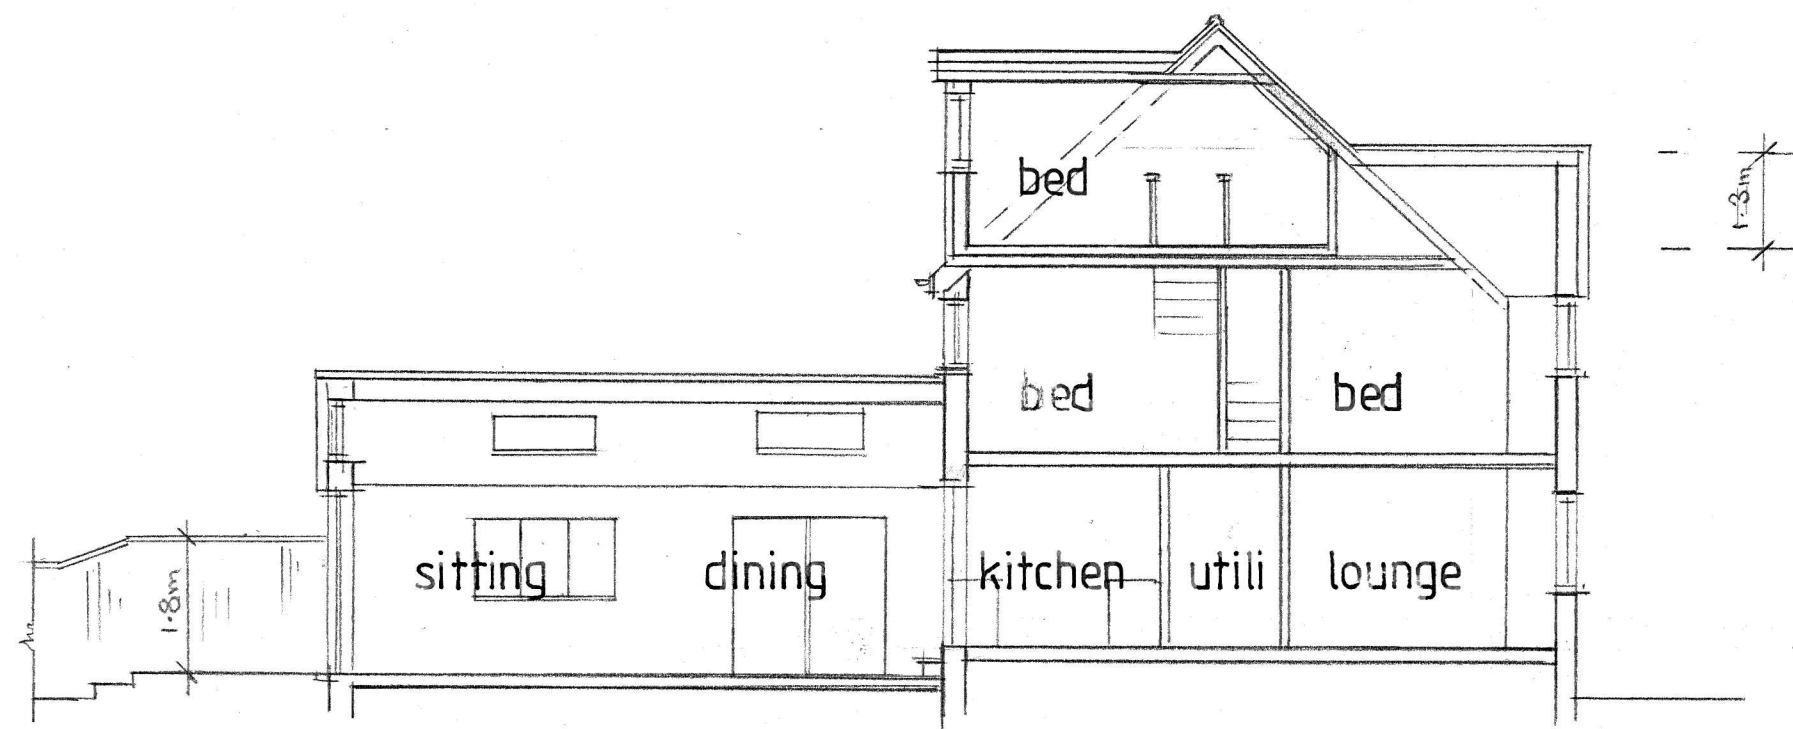 bed
1·3m
bed
bed
sitting
dining
kitchen
utili
lounge
1·8m